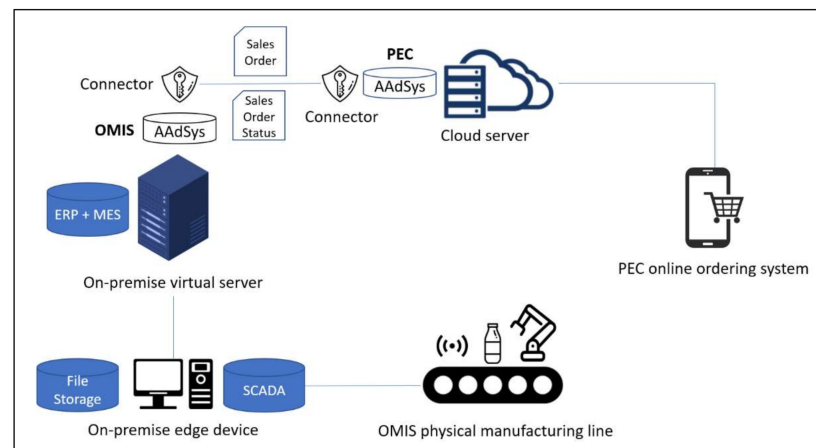 Sales
Order
PEC
AAdSys
Connector
Sales
Order
Status
Connector
OMIS
AAdSys
Cloud server
ERP + MES
On-premise virtual server
PEC online ordering system
File
Storage
SCADA
On-premise edge device
OMIS physical manufacturing line